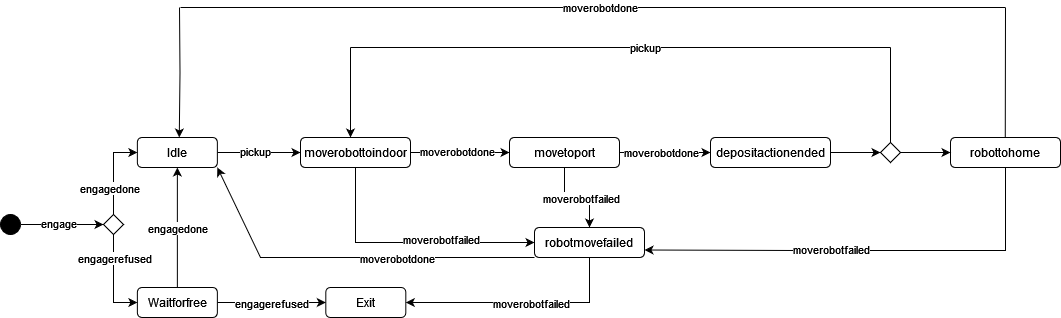 moverobotdone
pickup
Idle
pickup
moverobottoindoor
moverobotdone
movetoport
moverobotdone
depositactionended
robottohome
engagedone
moverobotfailed
engage
engagedone
moverobotfailed
robotmovefailed
moverobotfailed
engagerefused
moverobotdone
Waitforfree
engagerefused
Exit
moverobotfailed